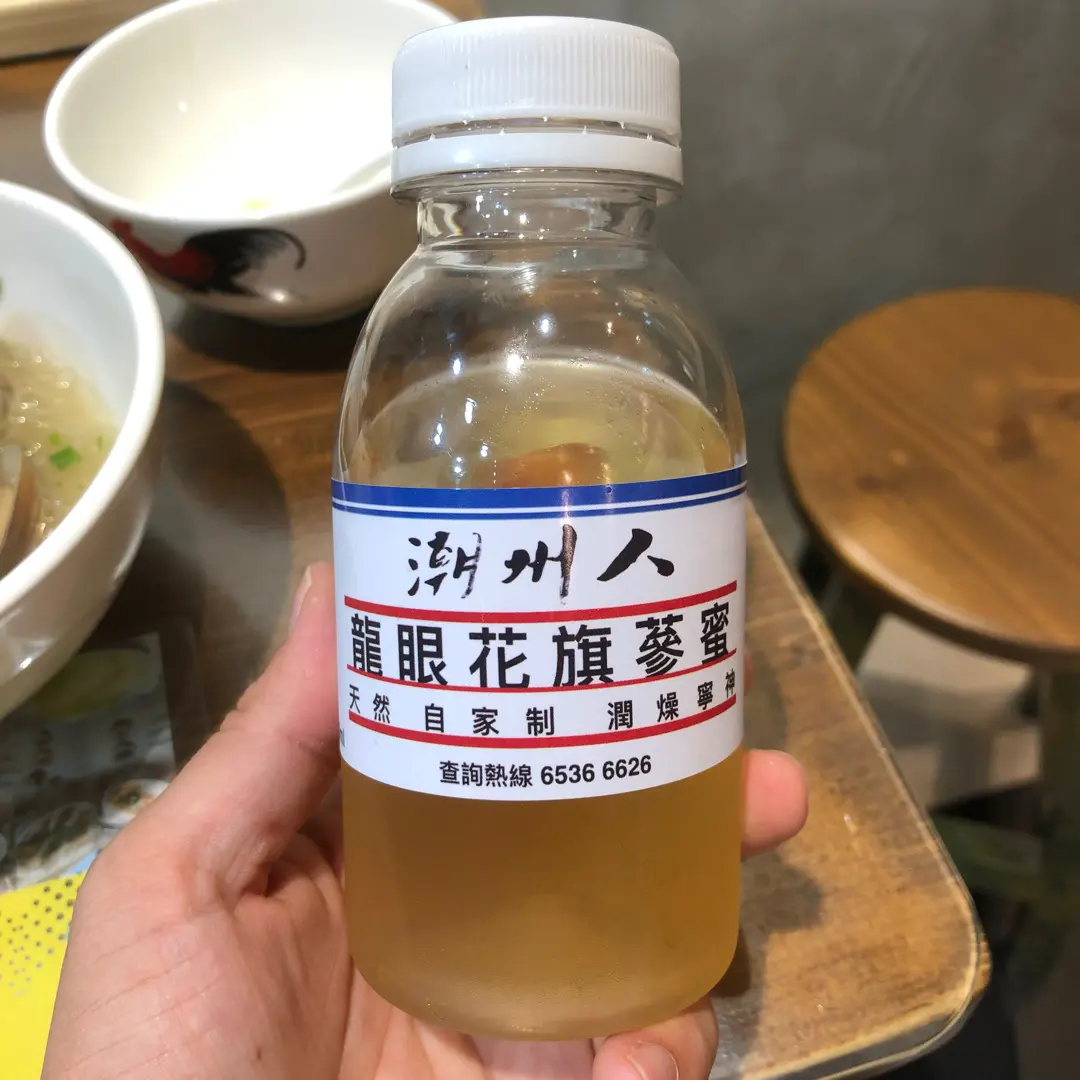 潮州人
龍眼花旗蔘蜜
天然 自家制 潤燥寧神
ml
查詢熱線 6536 6626